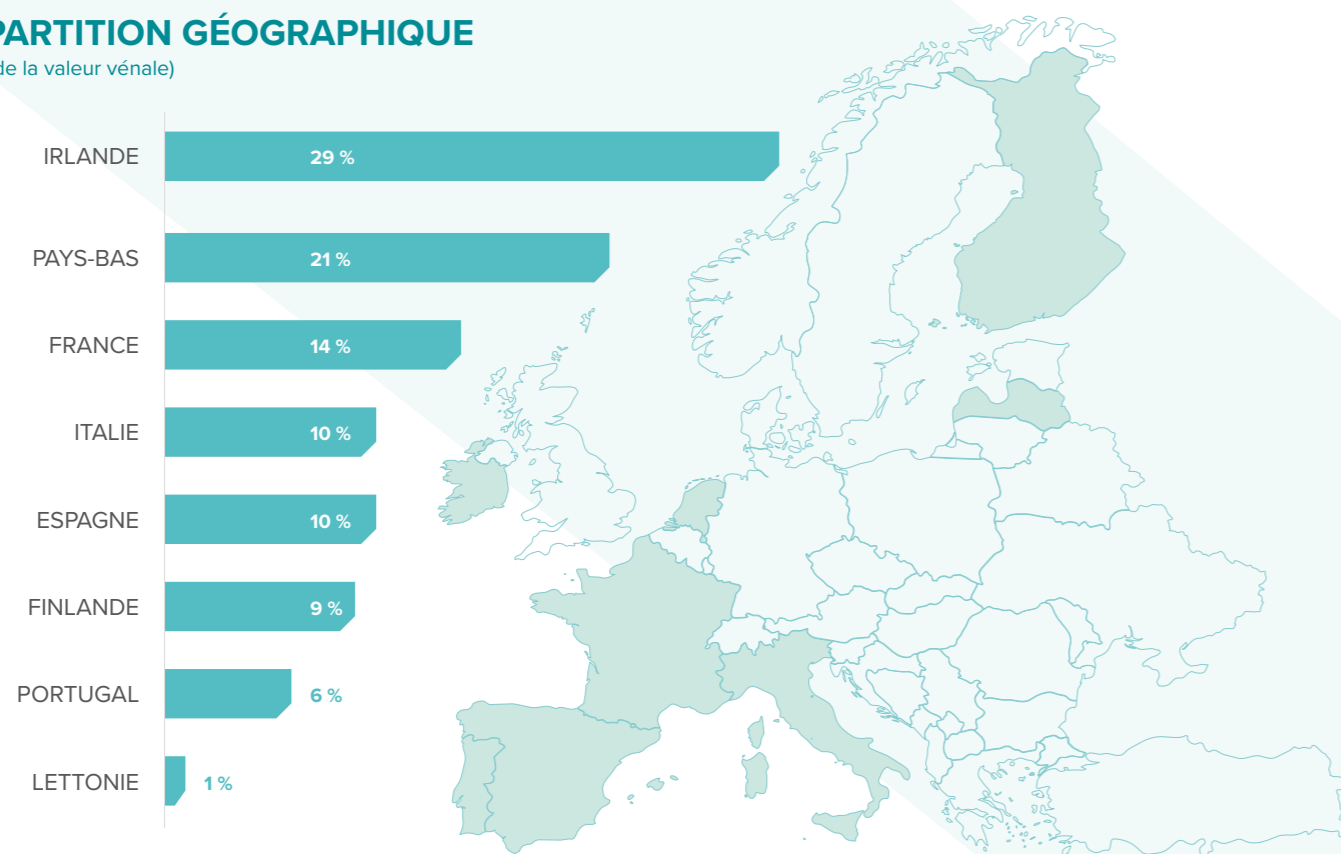 PARTITION GÉOGRAPHIQUE
de la valeur vénale)
IRLANDE 29 %
PAYS-BAS 21 %
FRANCE 14 %
ITALIE 10 %
ESPAGNE 10 %
FINLANDE 9 %
PORTUGAL 6 %
LETTONIE 1 %